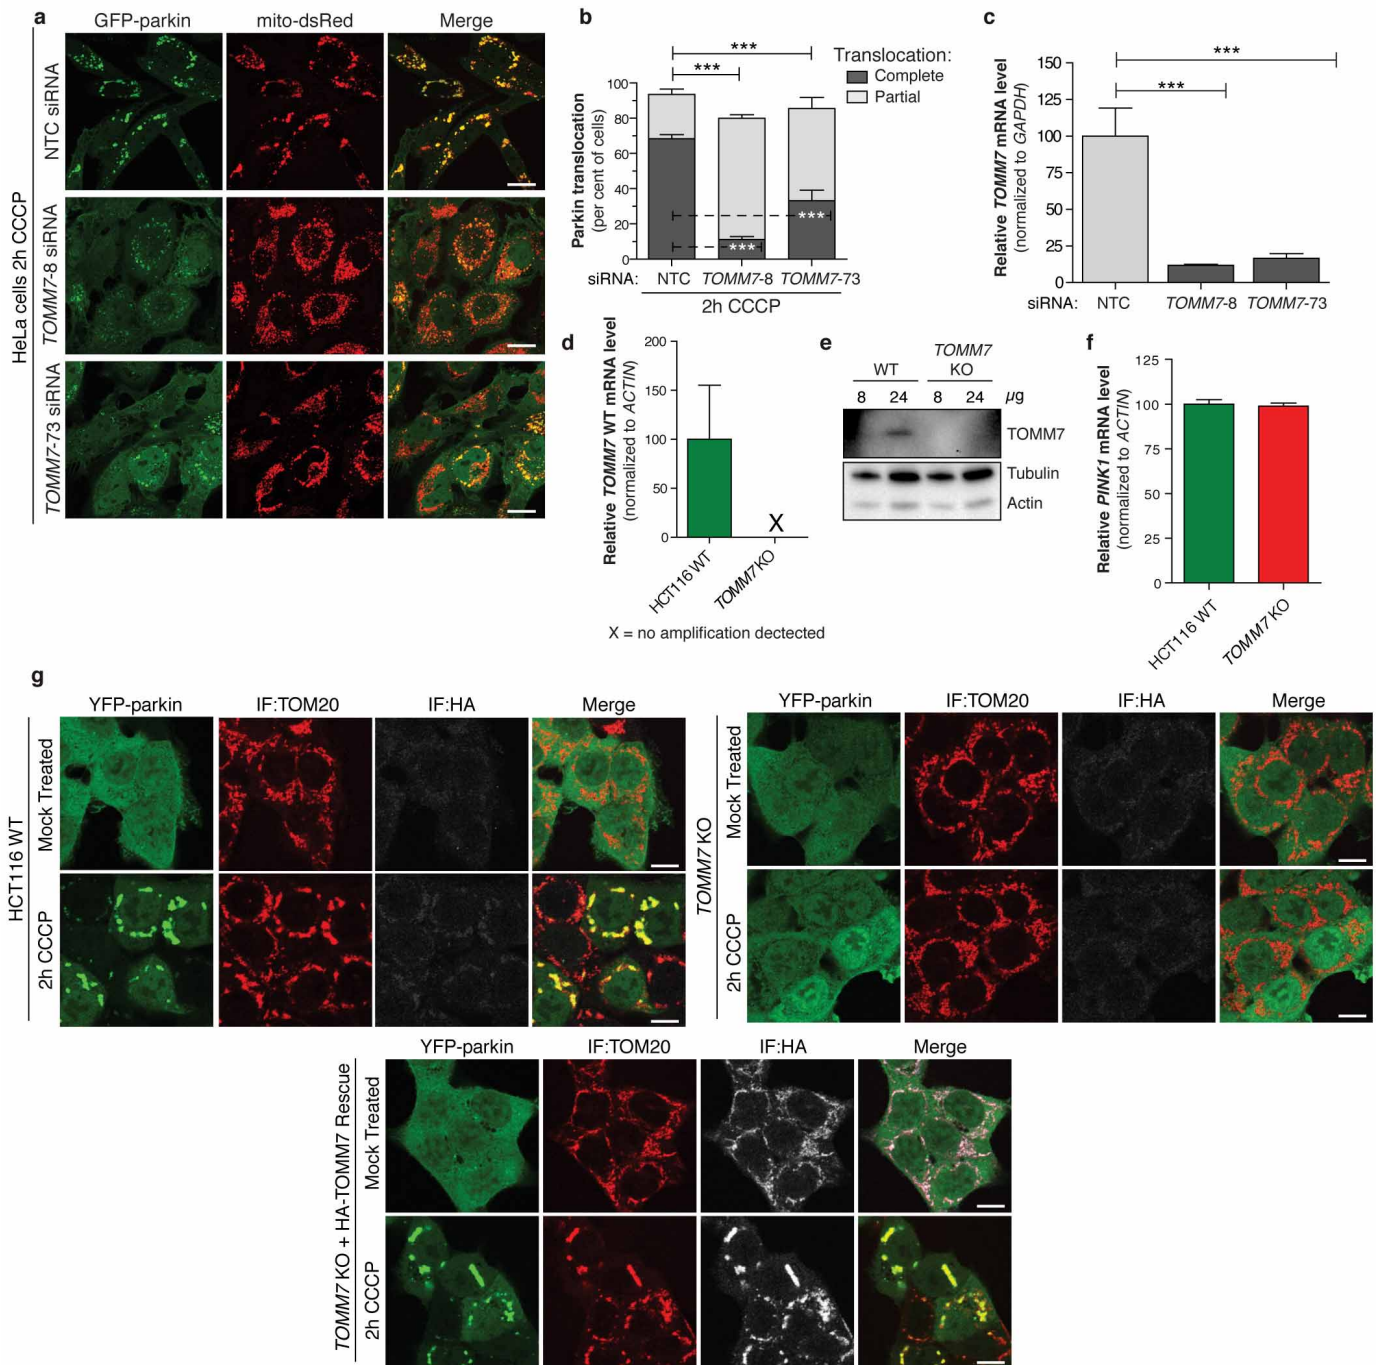 a
GFP-parkin
mito-dsRed
Merge
HeLa cells 2h CCCP
NTC siRNA
TOMM7-8 siRNA
TOMM7-73 siRNA
b
***
***
Translocation:
Complete
Partial
Parkin translocation
(per cent of cells)
100
80
60
40
20
0
***
***
siRNA: NTC TOMM7-8 TOMM7-73
2h CCCP
c
***
***
Relative TOMM7 mRNA level
(normalized to GAPDH)
150
125
100
75
50
25
0
siRNA: NTC TOMM7-8 TOMM7-73
d
Relative TOMM7 WT mRNA level
(normalized to ACTIN)
200
150
100
50
0
X
HCT116 WT
TOMM7 KO
X = no amplification dectected
e
TOMM7
WT KO
8 24 8 24 µg
TOMM7
Tubulin
Actin
f
Relative PINK1 mRNA level
(normalized to ACTIN)
125
100
75
50
25
0
HCT116 WT
TOMM7 KO
g
YFP-parkin IF:TOM20 IF:HA Merge
HCT116 WT
Mock Treated
2h CCCP
YFP-parkin IF:TOM20 IF:HA Merge
TOMM7 KO
Mock Treated
2h CCCP
YFP-parkin IF:TOM20 IF:HA Merge
TOMM7 KO + HA-TOMM7 Rescue
Mock Treated
2h CCCP